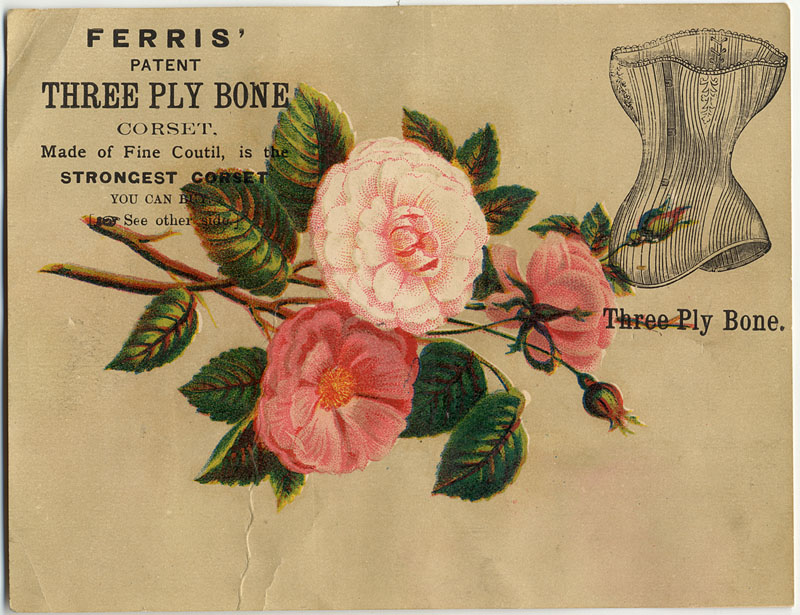 FERRIS'
PATENT
THREE PLY BONE
CORSET,
Made of Fine Coutil, is the
STRONGEST CORSET
YOU CAN BUY.
[☞ See other side.]
Three Ply Bone.